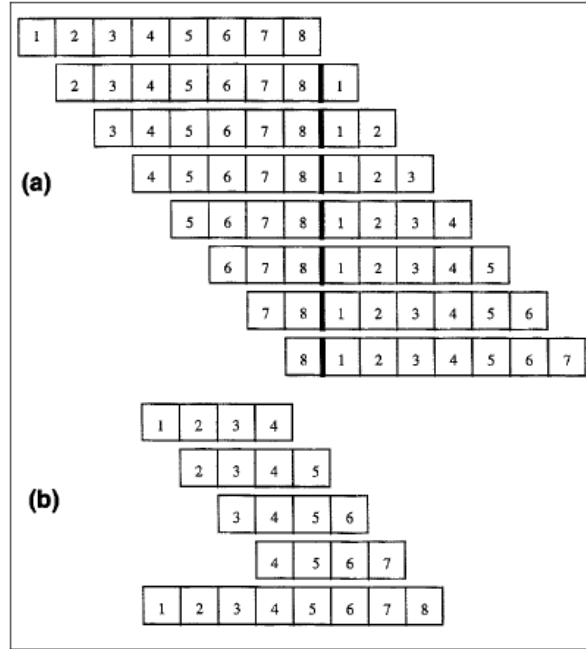 1 2 3 4 5 6 7 8
2 3 4 5 6 7 8 1
3 4 5 6 7 8 1 2
(a) 4 5 6 7 8 1 2 3
5 6 7 8 1 2 3 4
6 7 8 1 2 3 4 5
7 8 1 2 3 4 5 6
8 1 2 3 4 5 6 7
1 2 3 4
2 3 4 5
(b) 3 4 5 6
4 5 6 7
1 2 3 4 5 6 7 8